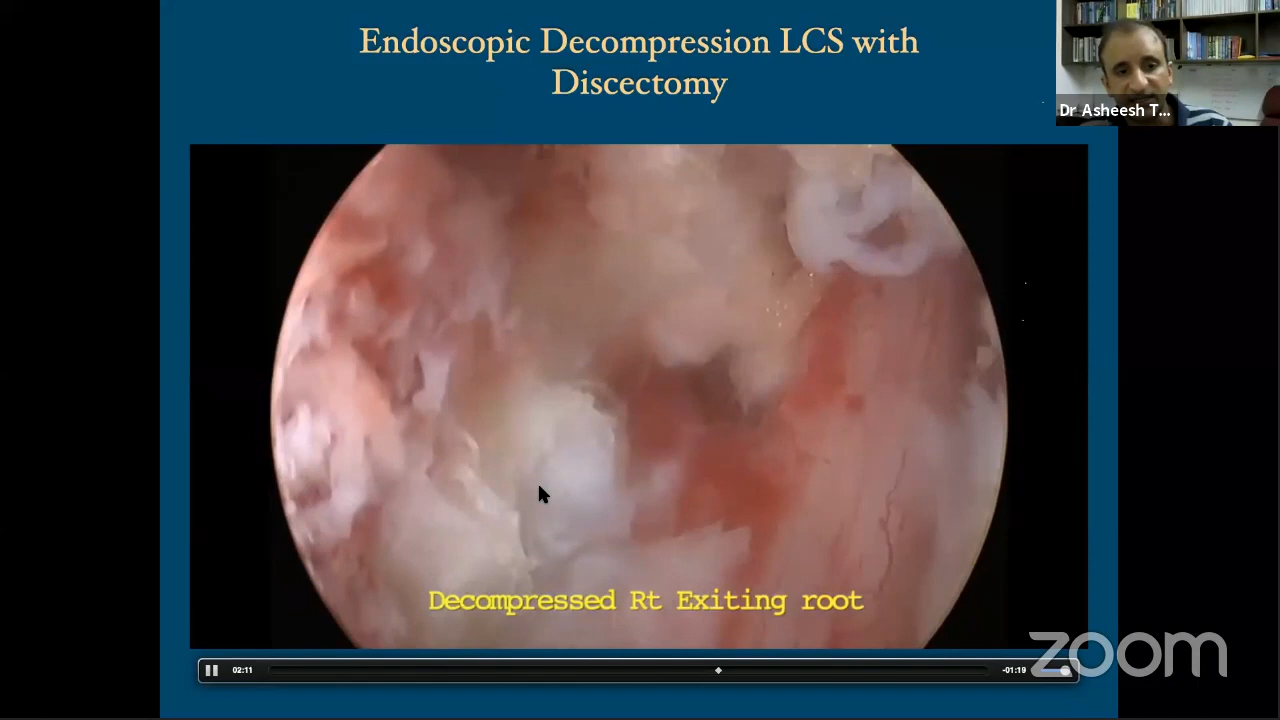 Endoscopic Decompression LCS with
Discectomy
Dr Asheesh T...
Decompressed Rt Exiting root
02:11
-01:19
zoom